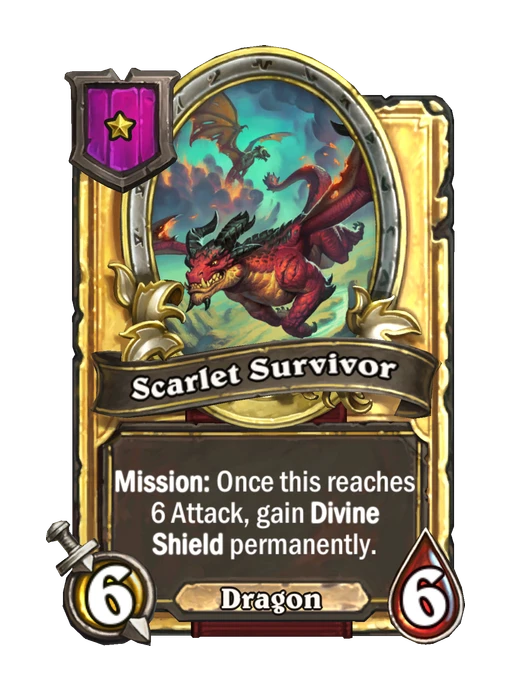 Scarlet Survivor
Mission: Once this reaches
6 Attack, gain Divine
Shield permanently.
6
Dragon
6